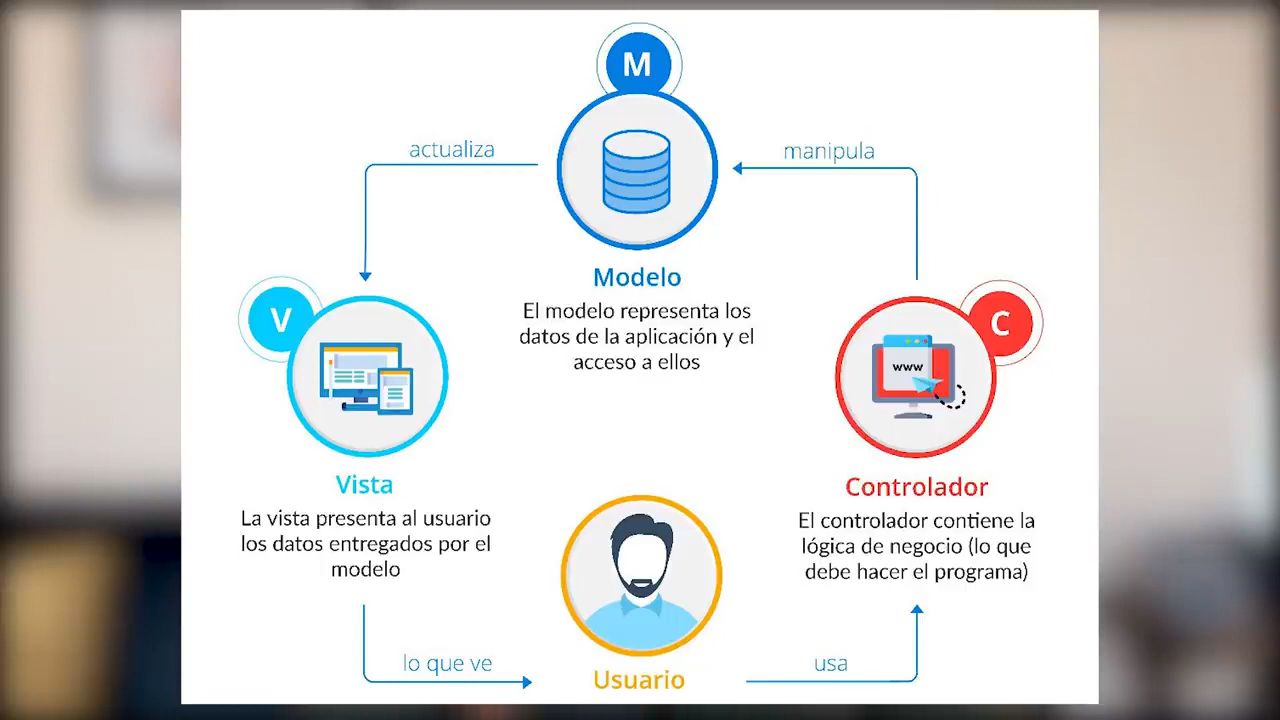 M
actualiza
manipula
Modelo
El modelo representa los
datos de la aplicación y el
acceso a ellos
V
C
www
Vista
La vista presenta al usuario
los datos entregados por el
modelo
Controlador
El controlador contiene la
lógica de negocio (lo que
debe hacer el programa)
lo que ve
usa
Usuario